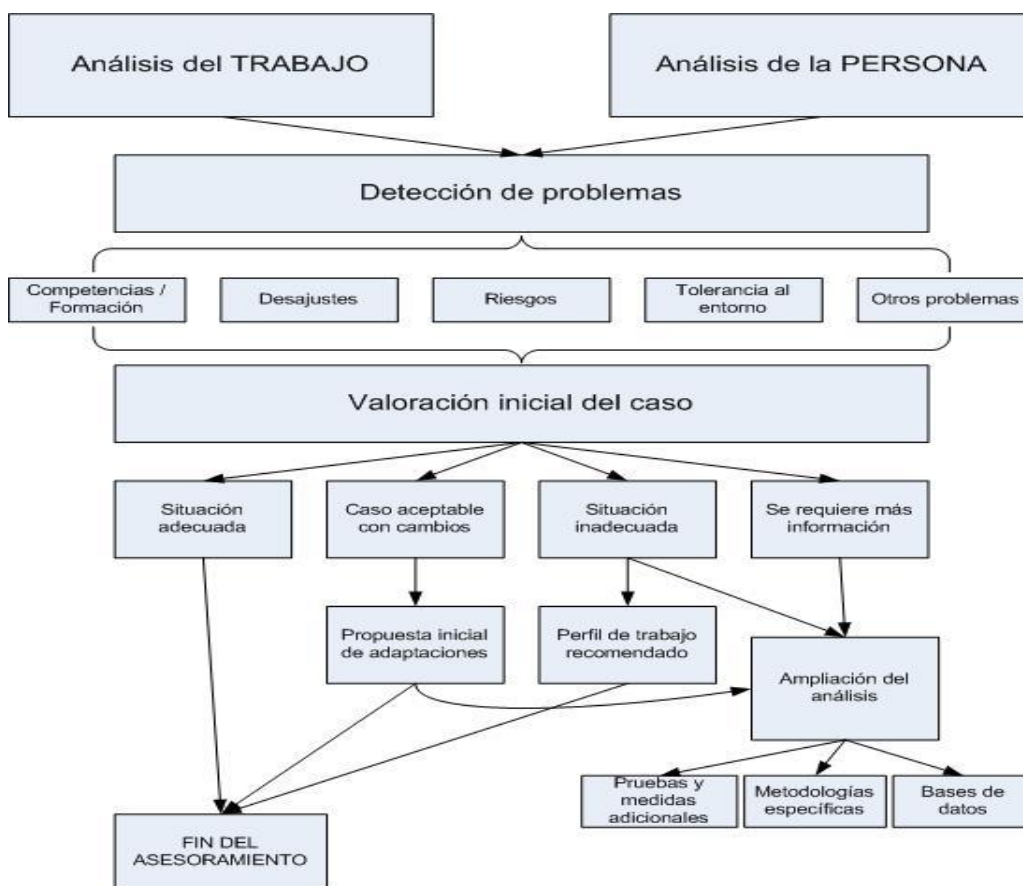 Análisis del TRABAJO
Análisis de la PERSONA
Detección de problemas
Competencias /
Formación
Desajustes
Riesgos
Tolerancia al
entorno
Otros problemas
Valoración inicial del caso
Situación
adecuada
Caso aceptable
con cambios
Situación
inadecuada
Se requiere más
información
Propuesta inicial
de adaptaciones
Perfil de trabajo
recomendado
Ampliación del
análisis
Pruebas y
medidas
adicionales
Metodologías
específicas
Bases de
datos
FIN DEL
ASESORAMIENTO